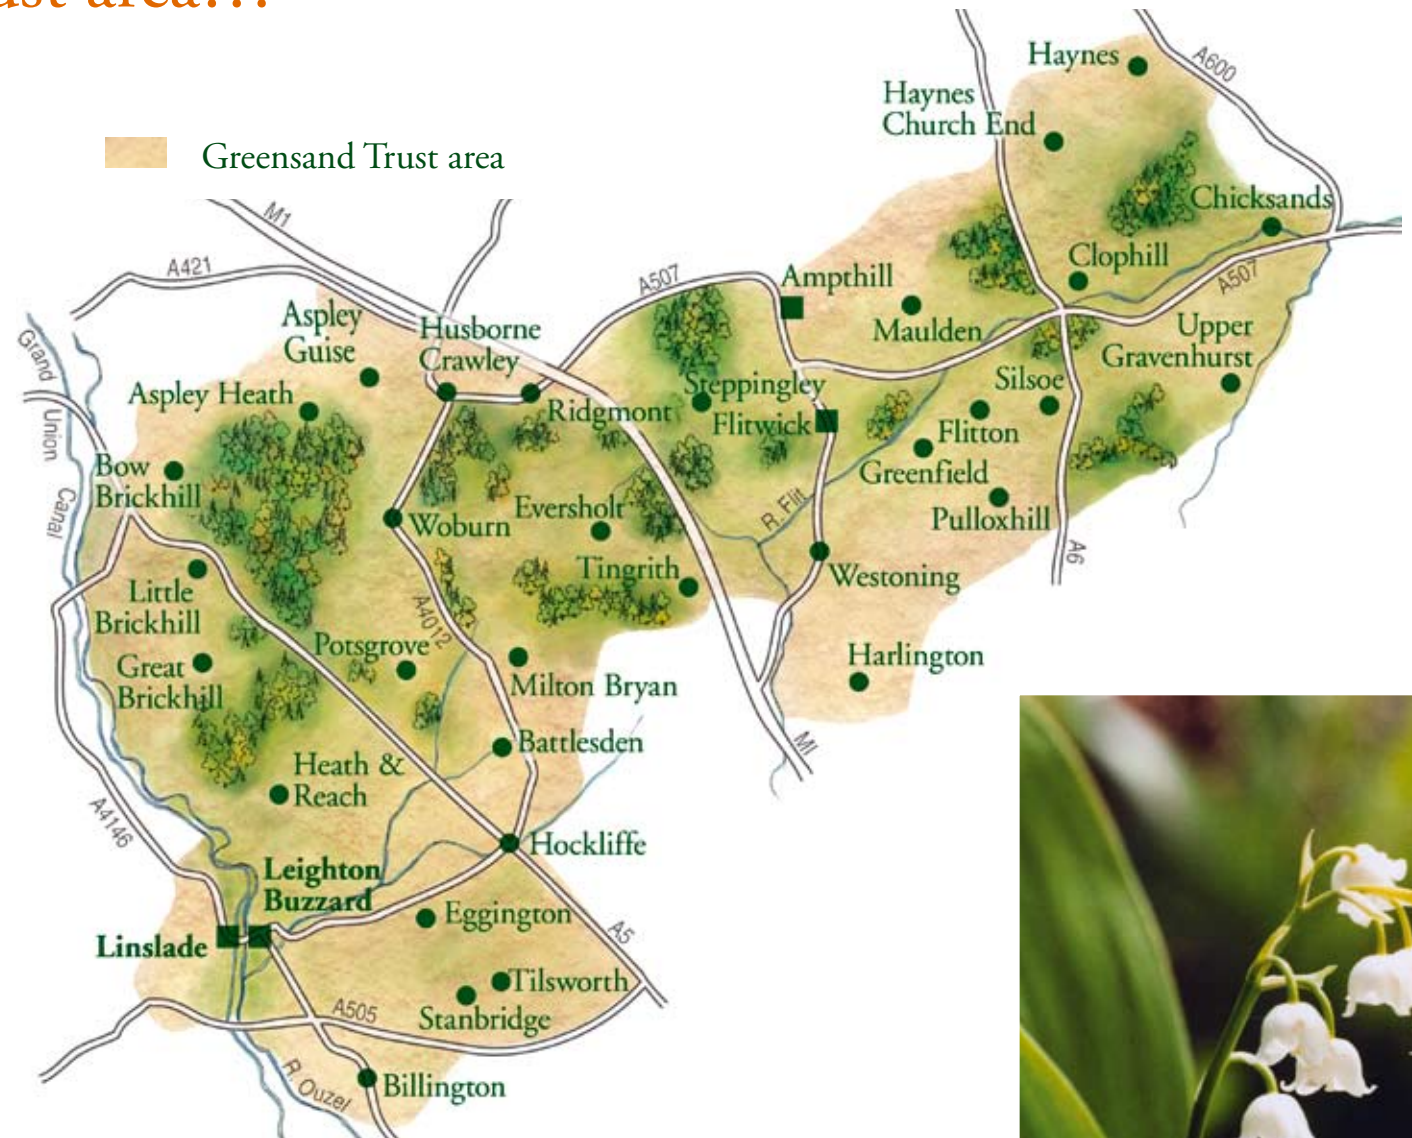 ust area…
Greensand Trust area
Haynes
A600
Haynes
Church End
Chicksands
M1
A421
A507
Ampthill
Clophill
A507
Aspley
Guise
Husborne
Crawley
Maulden
Upper
Gravenhurst
Grand Union Canal
Aspley Heath
Ridgmont
Steppingley
Flitwick
Silsoe
Flitton
Greenfield
Bow
Brickhill
Woburn
Eversholt
R. Flit
Pulloxhill
A6
Little
Brickhill
Tingrith
Westoning
A4012
Great
Brickhill
Potsgrove
Milton Bryan
Harlington
Battlesden
M1
Heath &
Reach
A4146
Hockliffe
Leighton
Buzzard
Eggington
A5
Linslade
Tilsworth
Stanbridge
A505
R. Ouzel
Billington